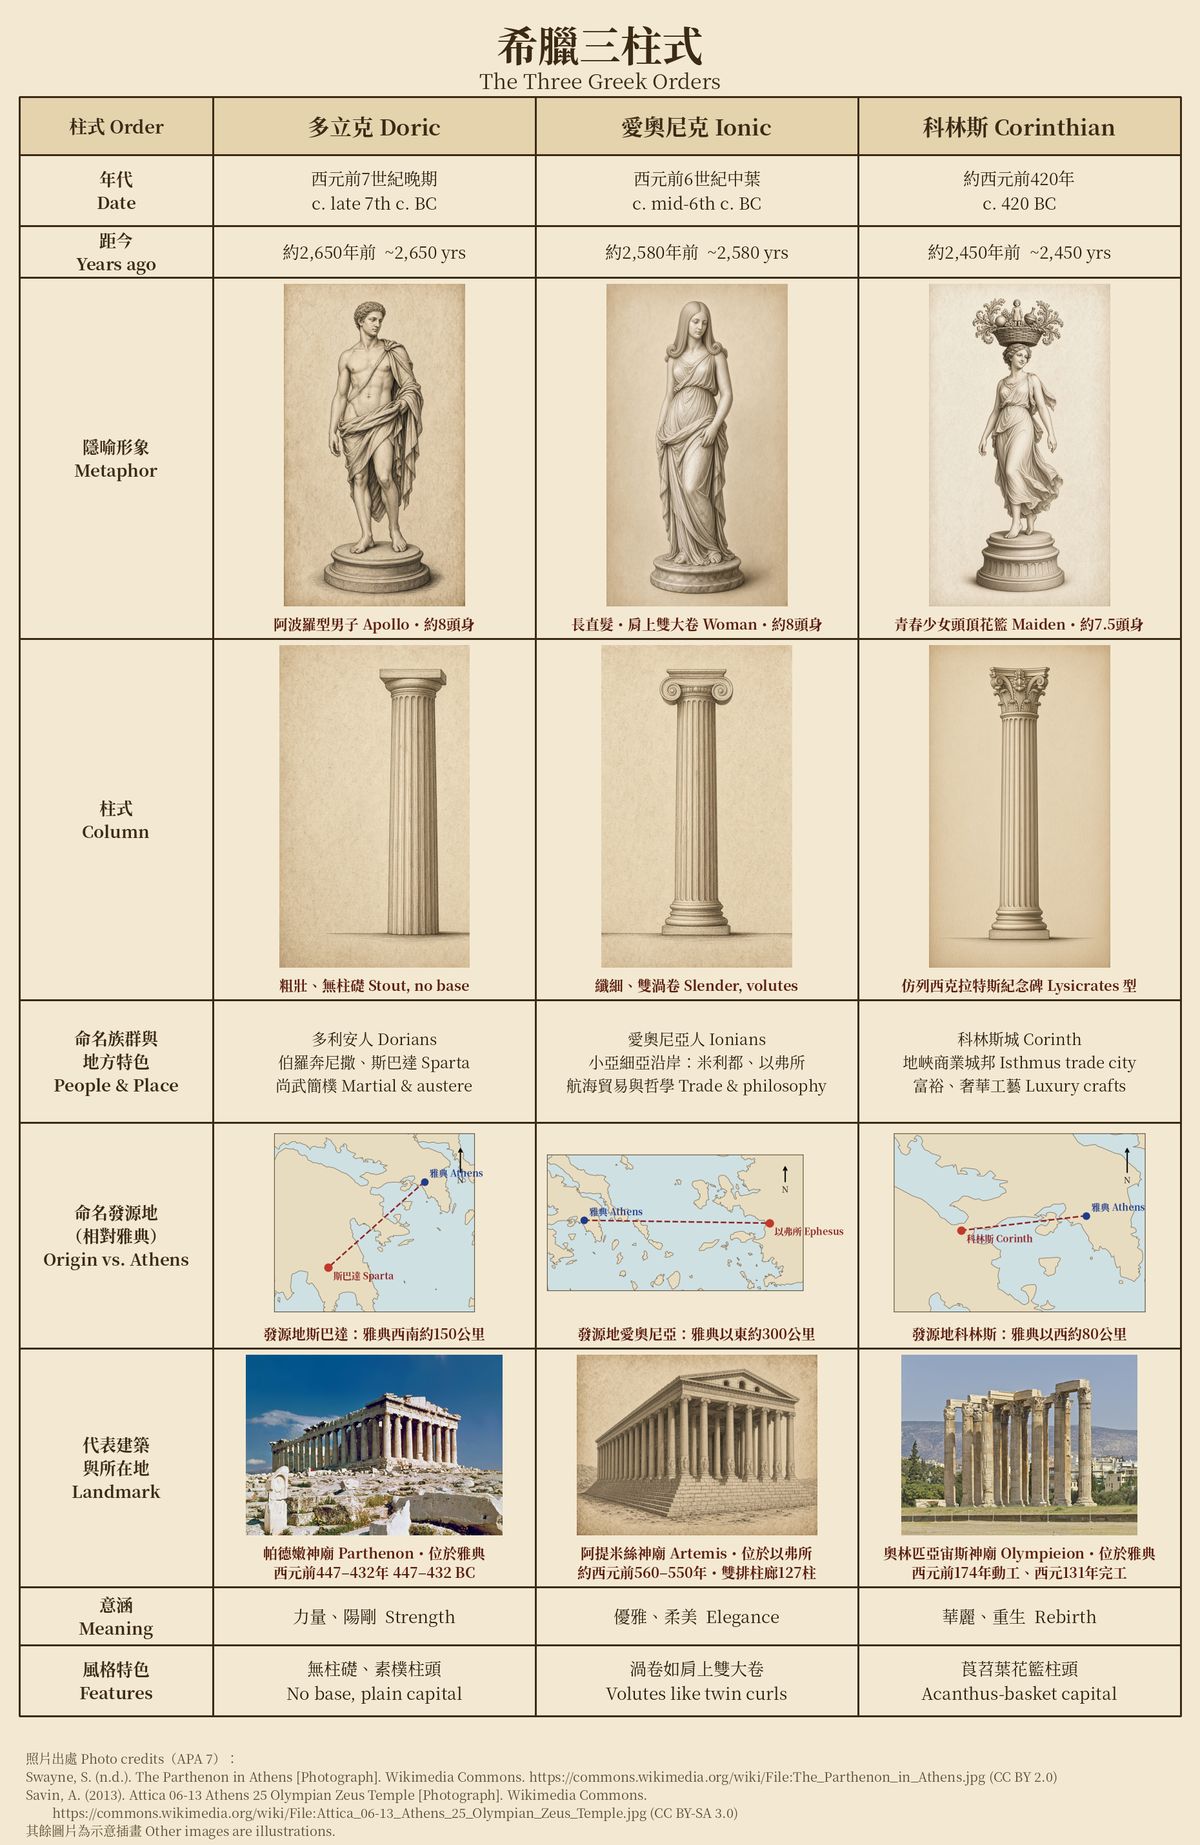 希臘三柱式
The Three Greek Orders
柱式 Order
多立克 Doric
愛奧尼克 Ionic
科林斯 Corinthian
年代
Date
西元前7世紀晚期
c. late 7th c. BC
西元前6世紀中葉
c. mid-6th c. BC
約西元前420年
c. 420 BC
距今
Years ago
約2,650年前 ~2,650 yrs
約2,580年前 ~2,580 yrs
約2,450年前 ~2,450 yrs
隱喻形象
Metaphor
阿波羅型男子 Apollo・約8頭身
長直髮・肩上雙大卷 Woman・約8頭身
青春少女頭頂花籃 Maiden・約7.5頭身
柱式
Column
粗壯、無柱礎 Stout, no base
纖細、雙渦卷 Slender, volutes
仿列西克拉特斯紀念碑 Lysicrates 型
命名族群與
地方特色
People & Place
多利安人 Dorians
伯羅奔尼撒、斯巴達 Sparta
尚武簡樸 Martial & austere
愛奧尼亞人 Ionians
小亞細亞沿岸：米利都、以弗所
航海貿易與哲學 Trade & philosophy
科林斯城 Corinth
地峽商業城邦 Isthmus trade city
富裕、奢華工藝 Luxury crafts
命名發源地
（相對雅典）
Origin vs. Athens
雅典 Athens
N
斯巴達 Sparta
發源地斯巴達：雅典西南約150公里
雅典 Athens
N
以弗所 Ephesus
發源地愛奧尼亞：雅典以東約300公里
雅典 Athens
N
科林斯 Corinth
發源地科林斯：雅典以西約80公里
代表建築
與所在地
Landmark
帕德嫩神廟 Parthenon・位於雅典
西元前447–432年 447–432 BC
阿提米絲神廟 Artemis・位於以弗所
約西元前560–550年・雙排柱廊127柱
奧林匹亞宙斯神廟 Olympieion・位於雅典
西元前174年動工、西元131年完工
意涵
Meaning
力量、陽剛 Strength
優雅、柔美 Elegance
華麗、重生 Rebirth
風格特色
Features
無柱礎、素樸柱頭
No base, plain capital
渦卷如肩上雙大卷
Volutes like twin curls
莨苕葉花籃柱頭
Acanthus-basket capital
照片出處 Photo credits（APA 7）：
Swayne, S. (n.d.). The Parthenon in Athens [Photograph]. Wikimedia Commons. https://commons.wikimedia.org/wiki/File:The_Parthenon_in_Athens.jpg (CC BY 2.0)
Savin, A. (2013). Attica 06-13 Athens 25 Olympian Zeus Temple [Photograph]. Wikimedia Commons.
https://commons.wikimedia.org/wiki/File:Attica_06-13_Athens_25_Olympian_Zeus_Temple.jpg (CC BY-SA 3.0)
其餘圖片為示意插畫 Other images are illustrations.